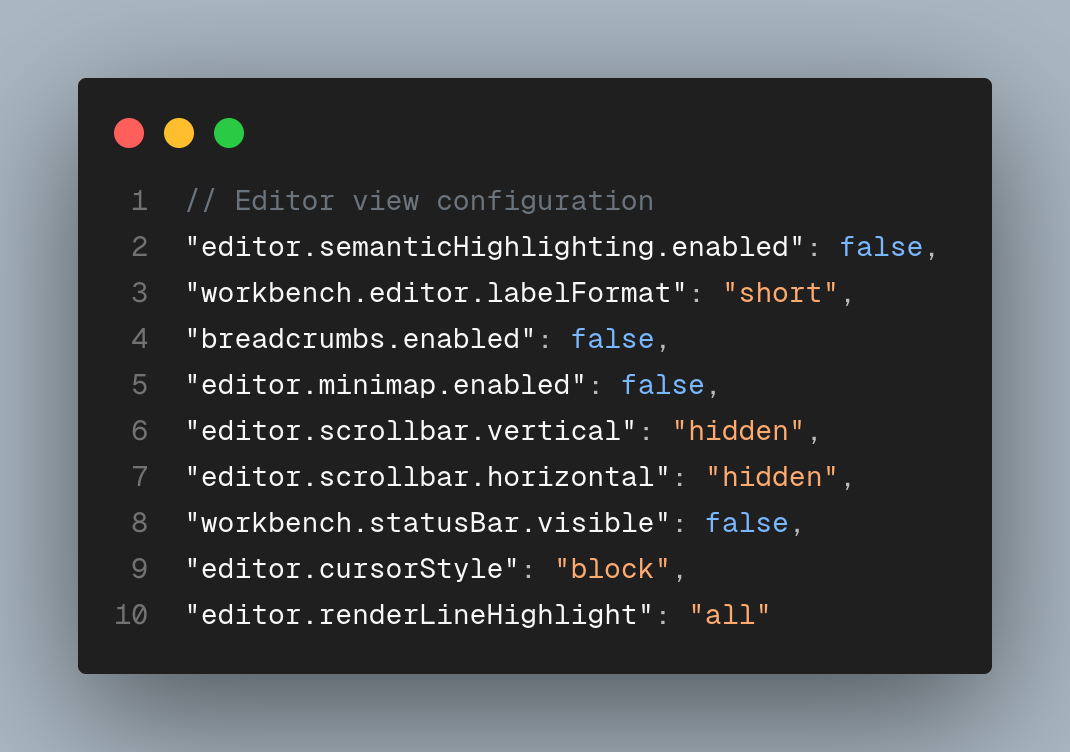 1 // Editor view configuration
2 "editor.semanticHighlighting.enabled": false,
3 "workbench.editor.labelFormat": "short",
4 "breadcrumbs.enabled": false,
5 "editor.minimap.enabled": false,
6 "editor.scrollbar.vertical": "hidden",
7 "editor.scrollbar.horizontal": "hidden",
8 "workbench.statusBar.visible": false,
9 "editor.cursorStyle": "block",
10 "editor.renderLineHighlight": "all"